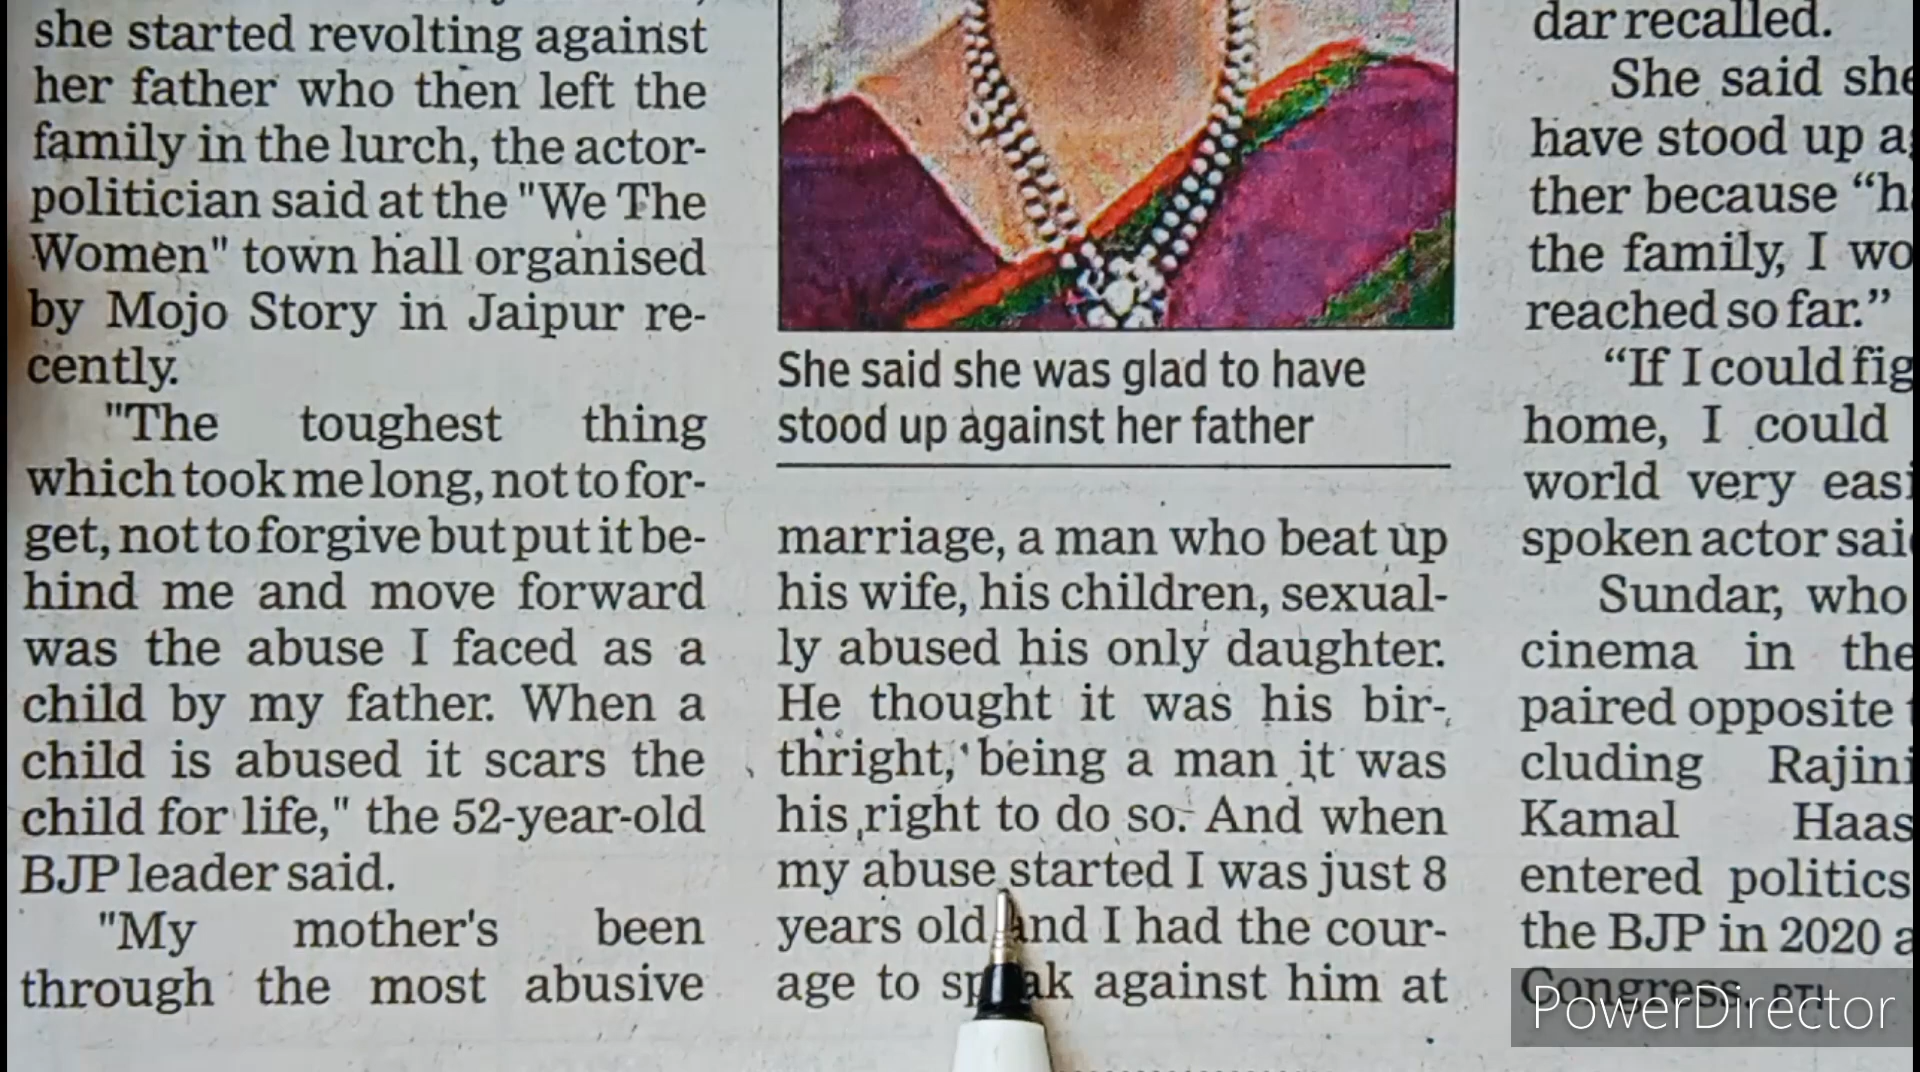 she started revolting against
her father who then left the
family in the lurch, the actor-
politician said at the "We The
Women" town hall organised
by Mojo Story in Jaipur re-
cently.
"The toughest thing
which took me long, not to for-
get, not to forgive but put it be-
hind me and move forward
was the abuse I faced as a
child by my father. When a
child is abused it scars the
child for life," the 52-year-old
BJP leader said.
"My mother's been
through the most abusive
She said she was glad to have
stood up against her father
marriage, a man who beat up
his wife, his children, sexual-
ly abused his only daughter.
He thought it was his bir-
thright, being a man it was
his right to do so. And when
my abuse started I was just 8
years old and I had the cour-
age to speak against him at
dar recalled.
She said she
have stood up
ther because “
the family, I
reached so far.”
“If I could
home, I could
world very
spoken actor
Sundar, who
cinema in the
paired opposite
cluding
Kamal
entered politics
the BJP in 2020
Congress. PTI
PowerDirector